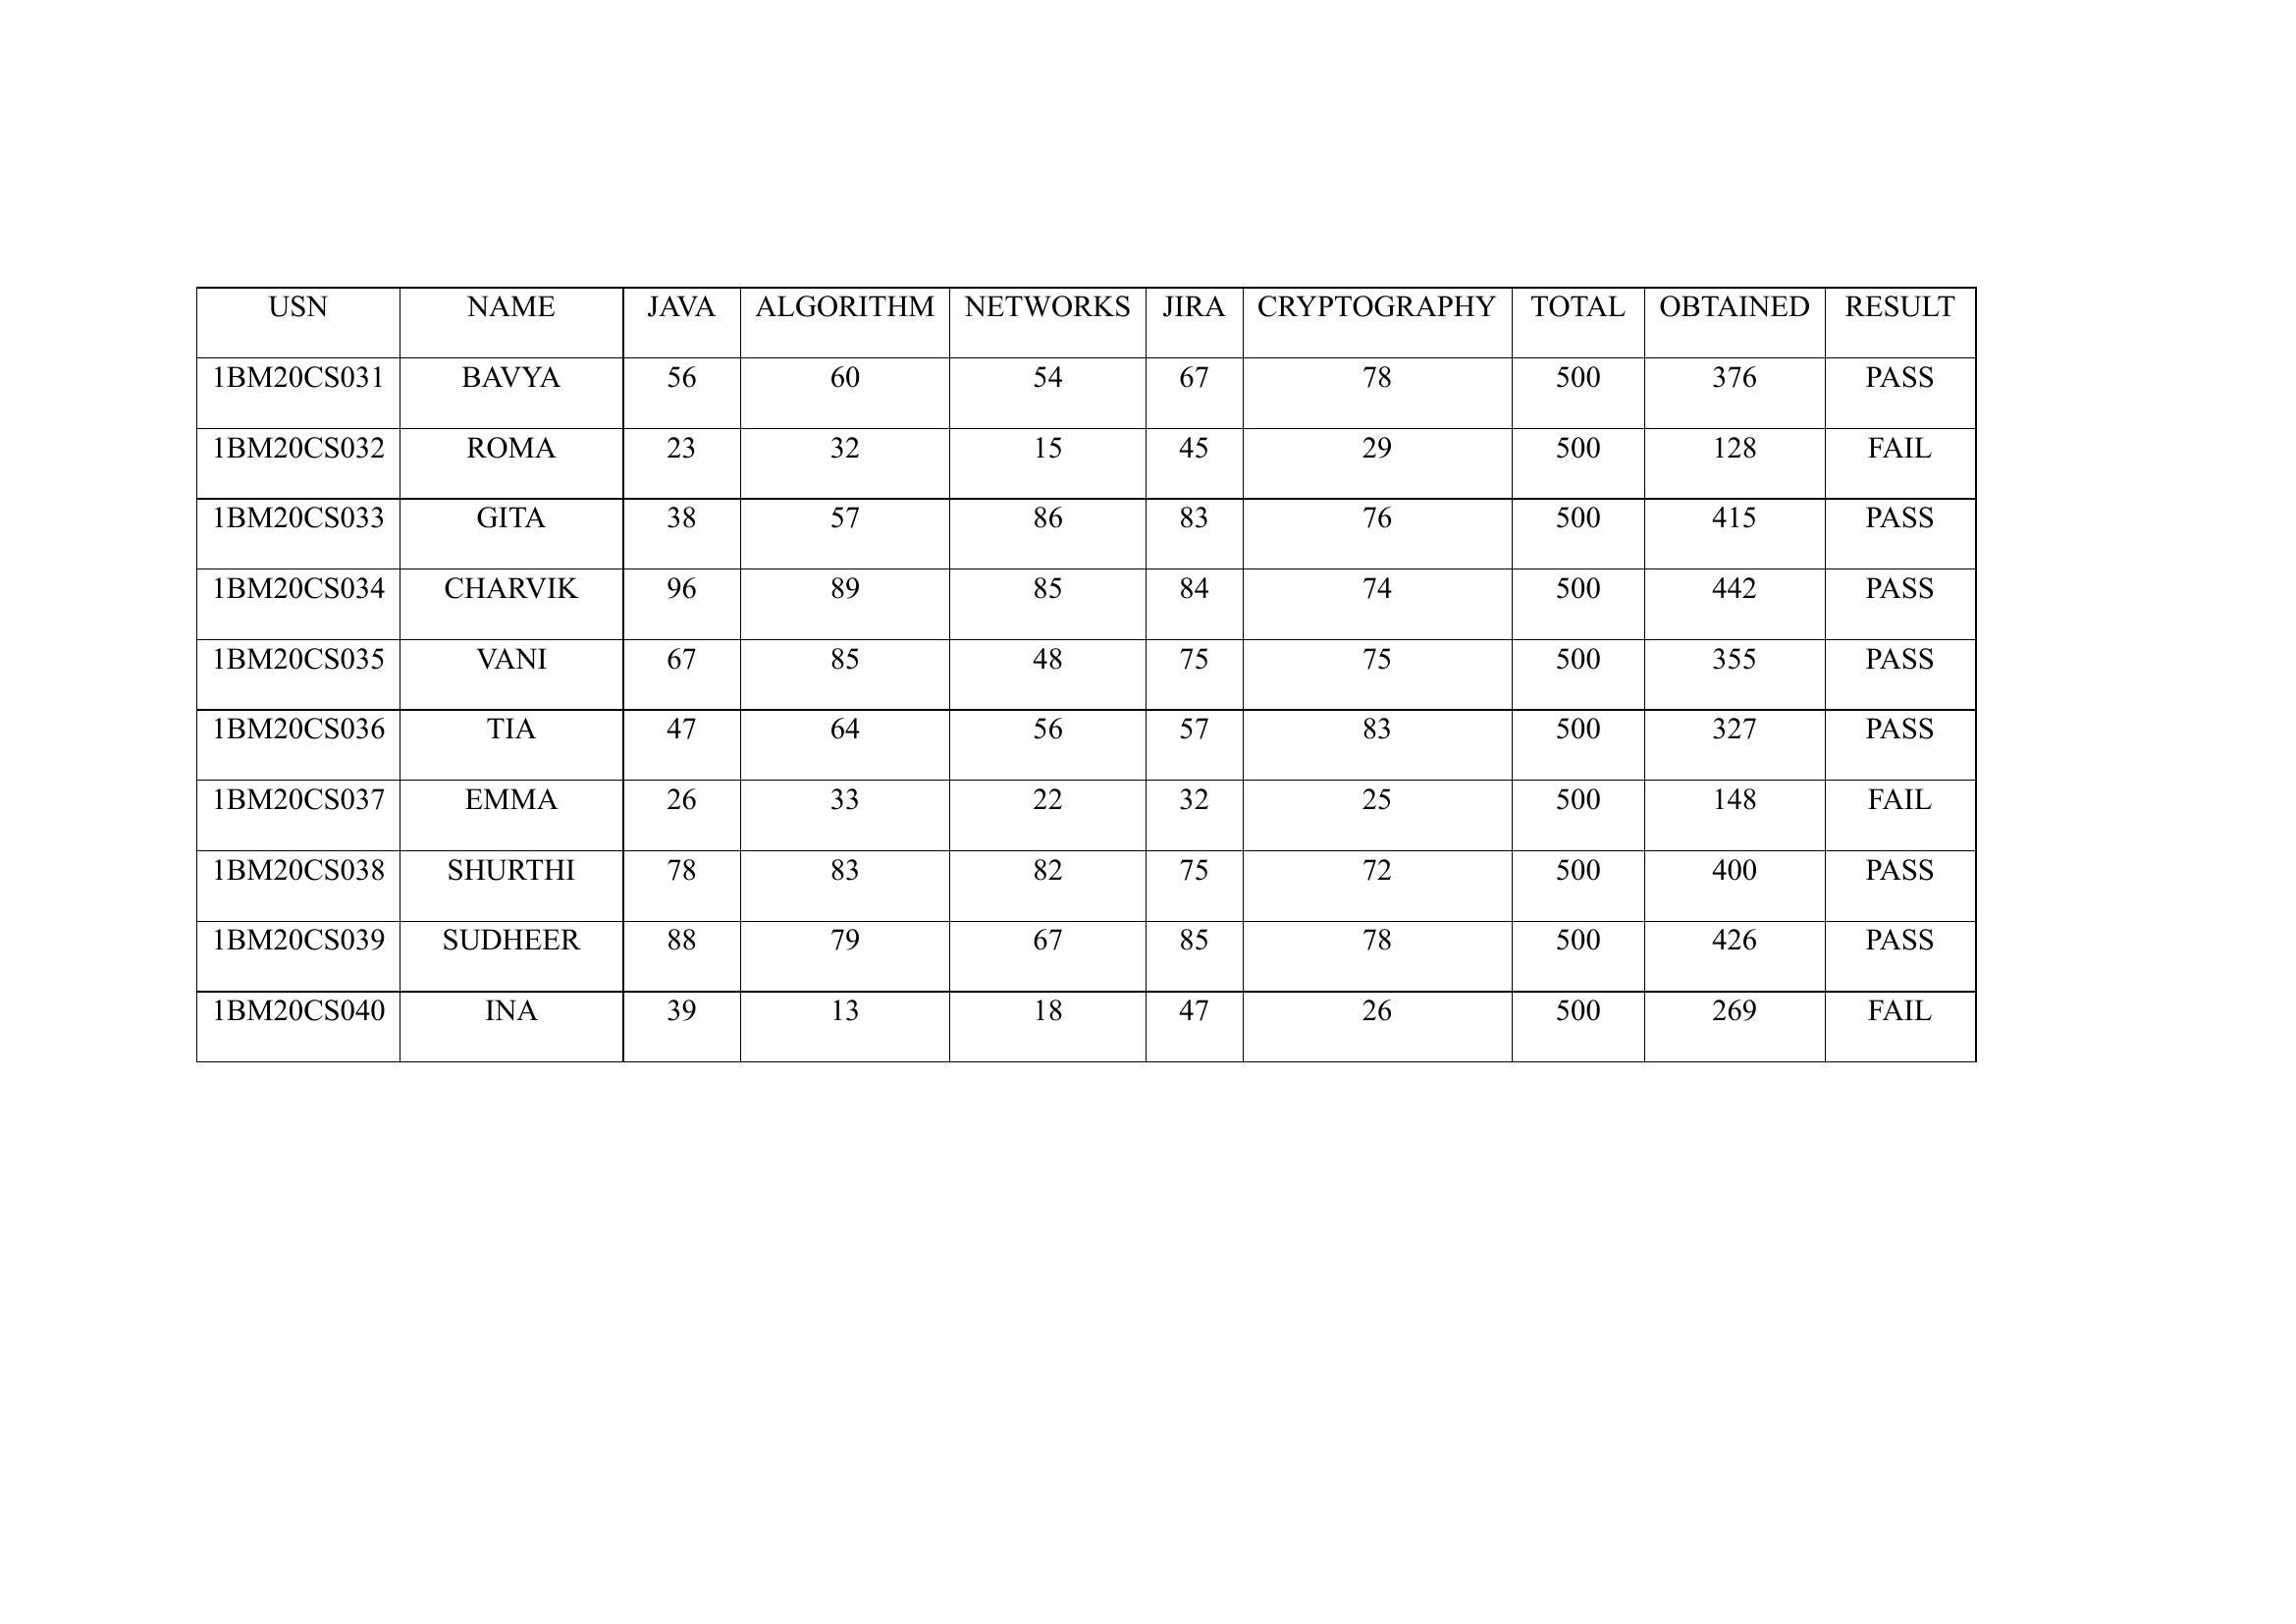 USN NAME JAVA ALGORITHM NETWORKS JIRA CRYPTOGRAPHY TOTAL OBTAINED RESULT
1BM20CS031 BAVYA 56 60 54 67 78 500 376 PASS
1BM20CS032 ROMA 23 32 15 45 29 500 128 FAIL
1BM20CS033 GITA 38 57 86 83 76 500 415 PASS
1BM20CS034 CHARVIK 96 89 85 84 74 500 442 PASS
1BM20CS035 VANI 67 85 48 75 75 500 355 PASS
1BM20CS036 TIA 47 64 56 57 83 500 327 PASS
1BM20CS037 EMMA 26 33 22 32 25 500 148 FAIL
1BM20CS038 SHURTHI 78 83 82 75 72 500 400 PASS
1BM20CS039 SUDHEER 88 79 67 85 78 500 426 PASS
1BM20CS040 INA 39 13 18 47 26 500 269 FAIL